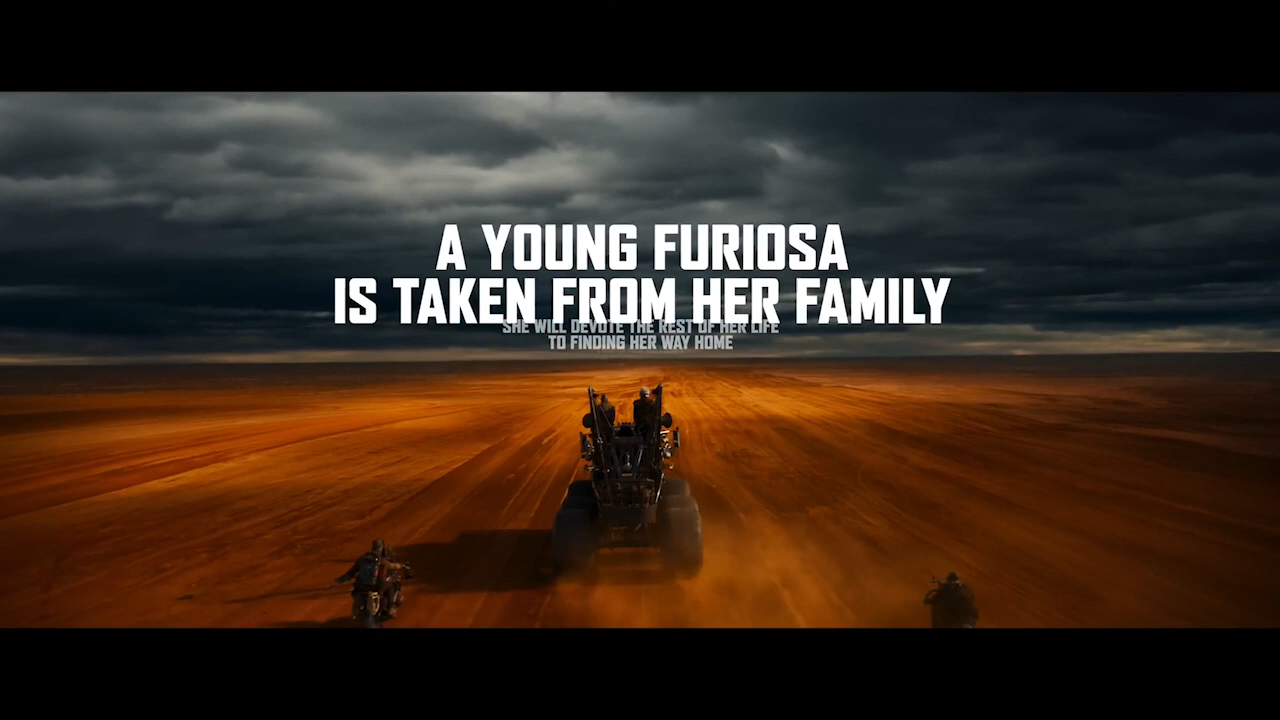 A YOUNG FURIOSA
IS TAKEN FROM HER FAMILY
SHE WILL DEVOTE THE REST OF HER LIFE
TO FINDING HER WAY HOME